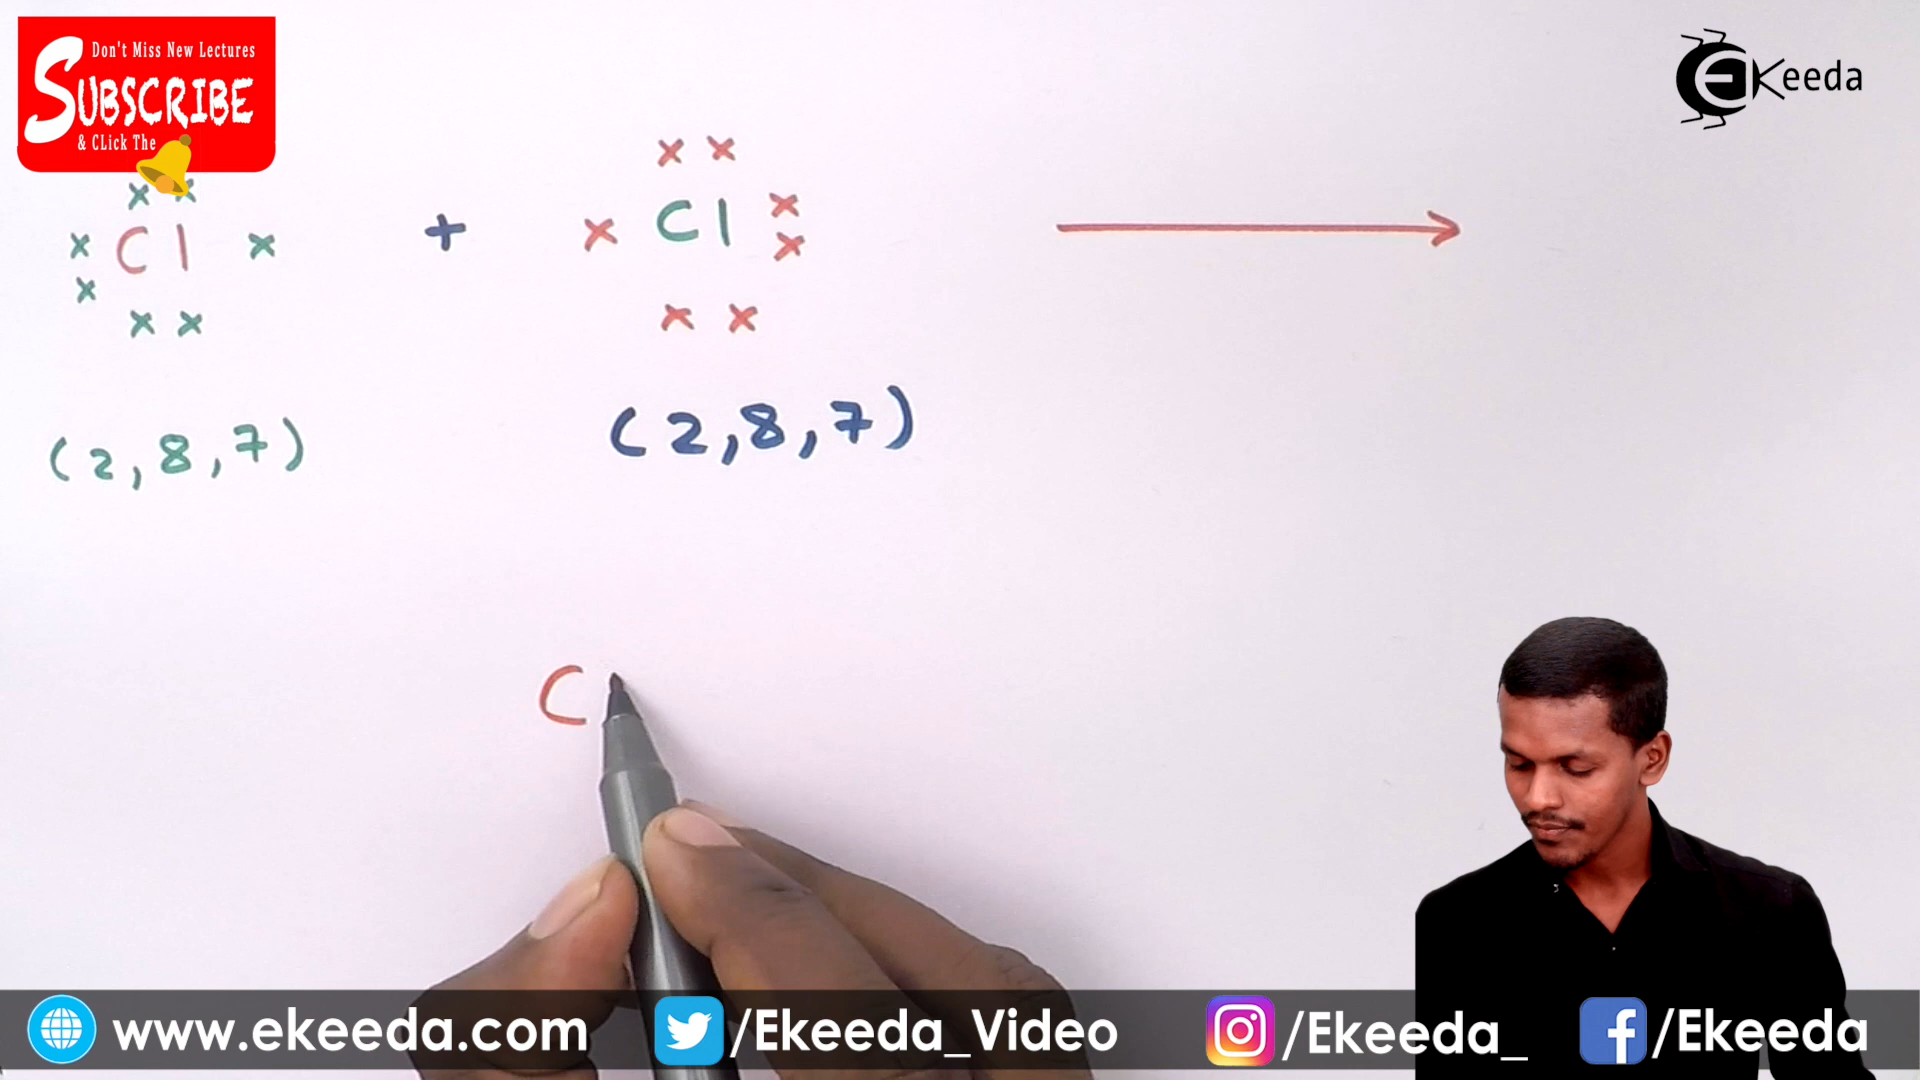 Don't Miss New Lectures
SUBSCRIBE
& CLick The
EKeeda
x x
x x
x Cl x + x Cl x
x x
x x x x
(2,8,7) (2,8,7)
C
www.ekeeda.com /Ekeeda_Video /Ekeeda_ /Ekeeda